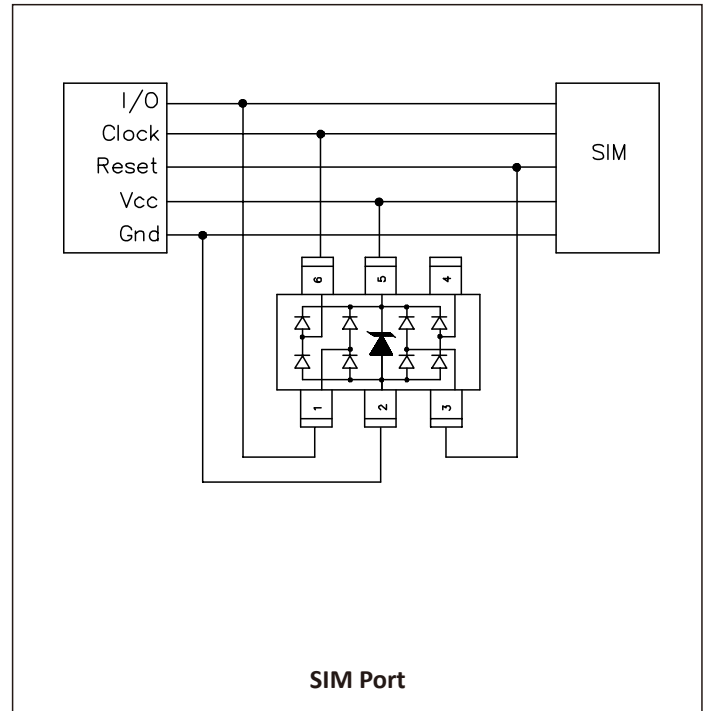 I/O
Clock
Reset
Vcc
Gnd
SIM
6 5 4
1 2 3
SIM Port